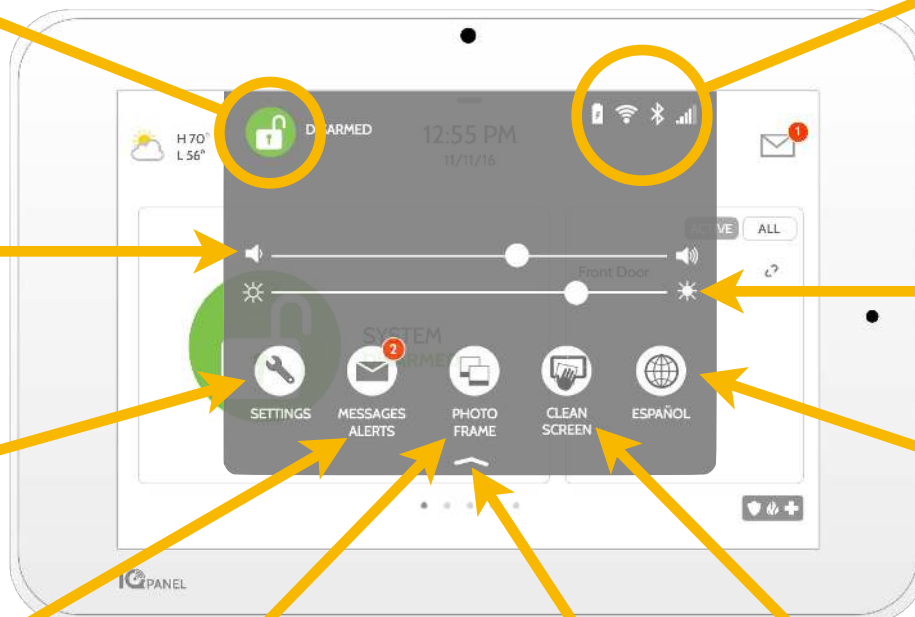 H 70°
L 56°
DISARMED
12:55 PM
11/11/16
1
ACTIVE
ALL
Front Door
SYSTEM
DISARMED
2
SETTINGS
MESSAGES
ALERTS
PHOTO
FRAME
CLEAN
SCREEN
ESPAÑOL
IQ PANEL